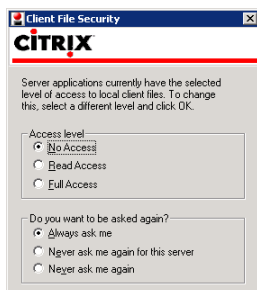 Client File Security
CİTRIX
Server applications currently have the selected
level of access to local client files. To change
this, select a different level and click OK.
Access level
No Access
Read Access
Full Access
Do you want to be asked again?
Always ask me
Never ask me again for this server
Never ask me again